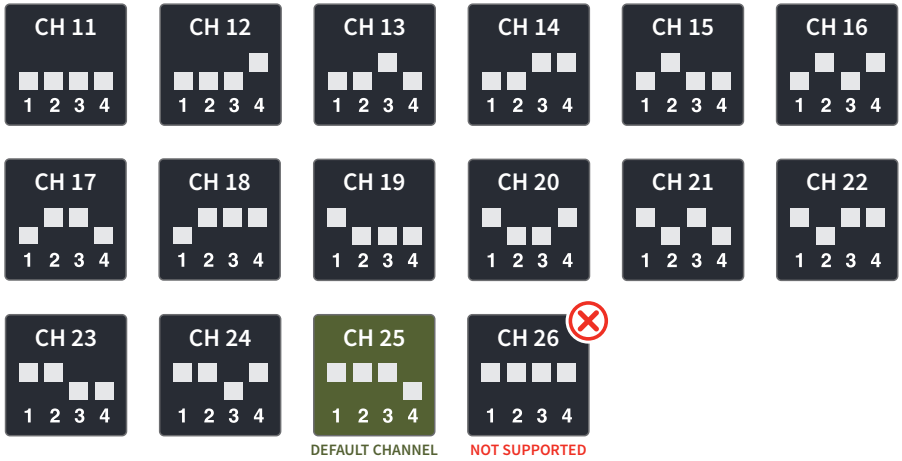 CH 11 CH 12 CH 13 CH 14 CH 15 CH 16
1 2 3 4 1 2 3 4 1 2 3 4 1 2 3 4 1 2 3 4 1 2 3 4
CH 17 CH 18 CH 19 CH 20 CH 21 CH 22
1 2 3 4 1 2 3 4 1 2 3 4 1 2 3 4 1 2 3 4 1 2 3 4
CH 23 CH 24 CH 25 CH 26
1 2 3 4 1 2 3 4 1 2 3 4 1 2 3 4
DEFAULT CHANNEL NOT SUPPORTED